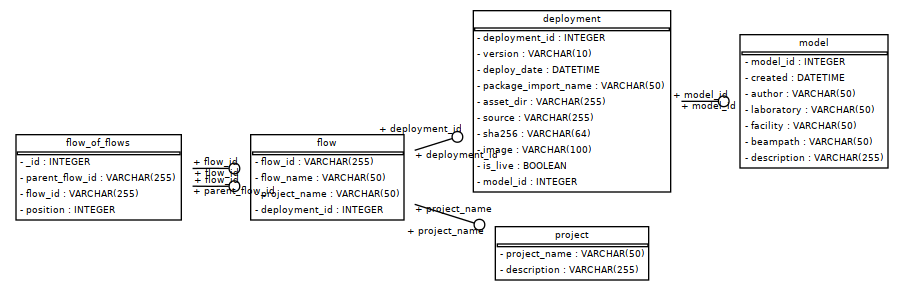 flow_of_flows
- _id : INTEGER
- parent_flow_id : VARCHAR(255)
- flow_id : VARCHAR(255)
- position : INTEGER
+ flow_id
+ flow_id
+ flow_id
+ parent_flow_id
flow
- flow_id : VARCHAR(255)
- flow_name : VARCHAR(50)
- project_name : VARCHAR(50)
- deployment_id : INTEGER
+ deployment_id
+ deployment_id
+ project_name
+ project_name
deployment
- deployment_id : INTEGER
- version : VARCHAR(10)
- deploy_date : DATETIME
- package_import_name : VARCHAR(50)
- asset_dir : VARCHAR(255)
- source : VARCHAR(255)
- sha256 : VARCHAR(64)
- image : VARCHAR(100)
- is_live : BOOLEAN
- model_id : INTEGER
project
- project_name : VARCHAR(50)
- description : VARCHAR(255)
+ model_id
+ model_id
model
- model_id : INTEGER
- created : DATETIME
- author : VARCHAR(50)
- laboratory : VARCHAR(50)
- facility : VARCHAR(50)
- beampath : VARCHAR(50)
- description : VARCHAR(255)